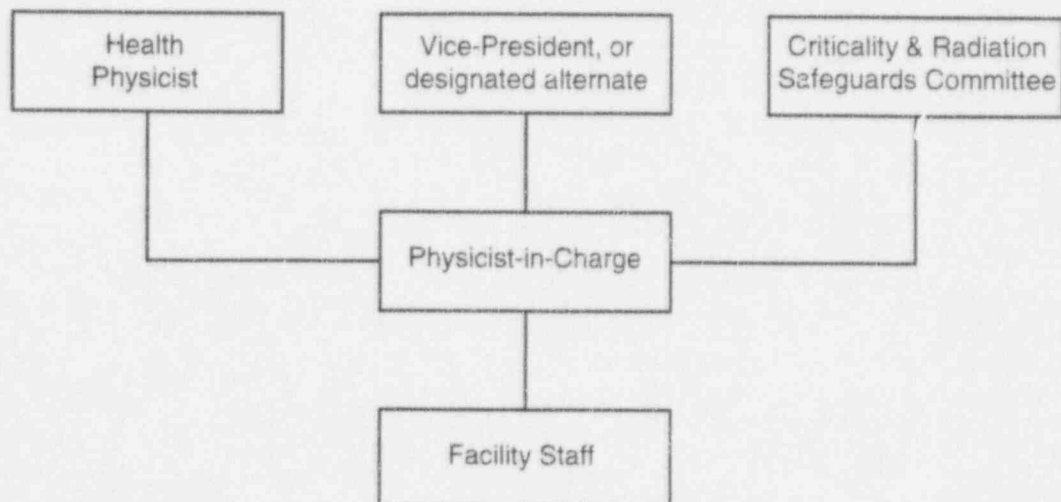 Health
Physicist
Vice-President, or
designated alternate
Criticality & Radiation
Safeguards Committee
Physicist-in-Charge
Facility Staff